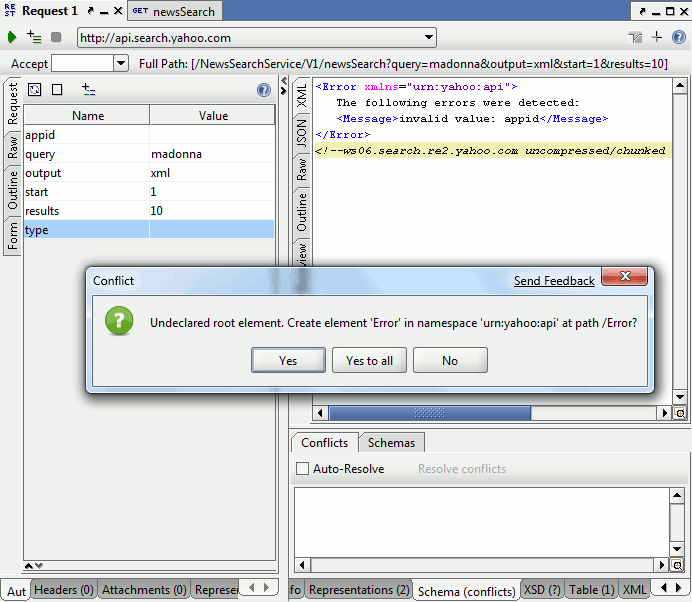 REST Request 1
GET newsSearch
http://api.search.yahoo.com
Accept
Full Path: [/NewsSearchService/V1/newsSearch?query=madonna&output=xml&start=1&results=10]
Request
Raw
Outline
Form
Name Value
appid
query madonna
output xml
start 1
results 10
type
XML
JSON
Raw
Outline
<Error xmlns="urn:yahoo:api">
The following errors were detected:
<Message>invalid value: appid</Message>
</Error>
<!--ws06.search.re2.yahoo.com uncompressed/chunked
Conflict
Send Feedback
Undeclared root element. Create element 'Error' in namespace 'urn:yahoo:api' at path /Error?
Yes
Yes to all
No
Conflicts
Schemas
Auto-Resolve
Resolve conflicts
Aut
Headers (0)
Attachments (0)
Represer
fo
Representations (2)
Schema (conflicts)
XSD (?)
Table (1)
XML